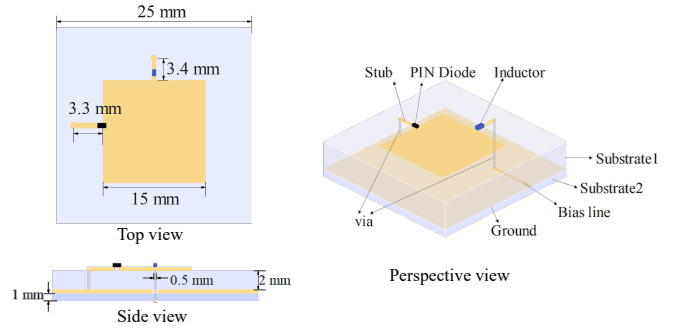 25 mm
3.4 mm
3.3 mm
15 mm
Top view
0.5 mm
2 mm
1 mm
Side view
Stub
PIN Diode
Inductor
Substrate1
Substrate2
Bias line
via
Ground
Perspective view